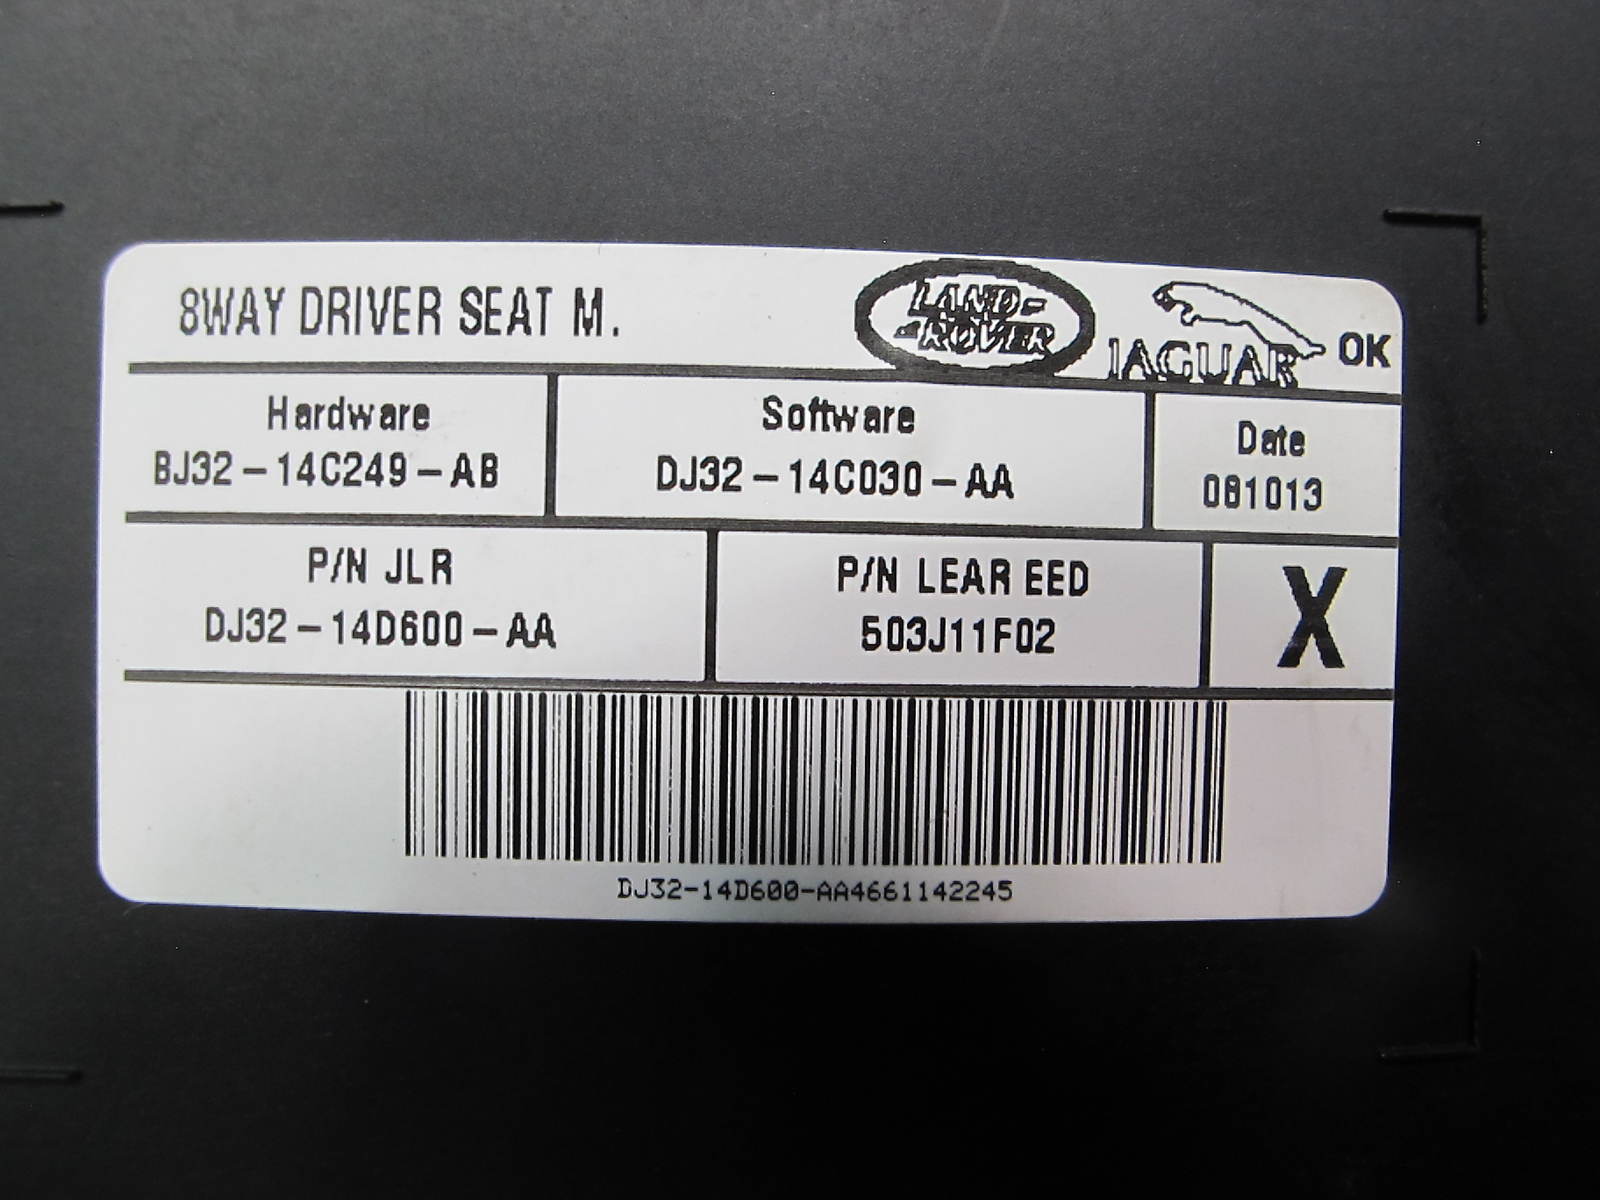 8WAY DRIVER SEAT M.
LAND-
ROVER
JAGUAR
OK
Hardware
BJ32-14C249-AB
Software
DJ32-14C030-AA
Date
081013
P/N JLR
DJ32-14D600-AA
P/N LEAR EED
503J11F02
X
DJ32-14D600-AA4661142245